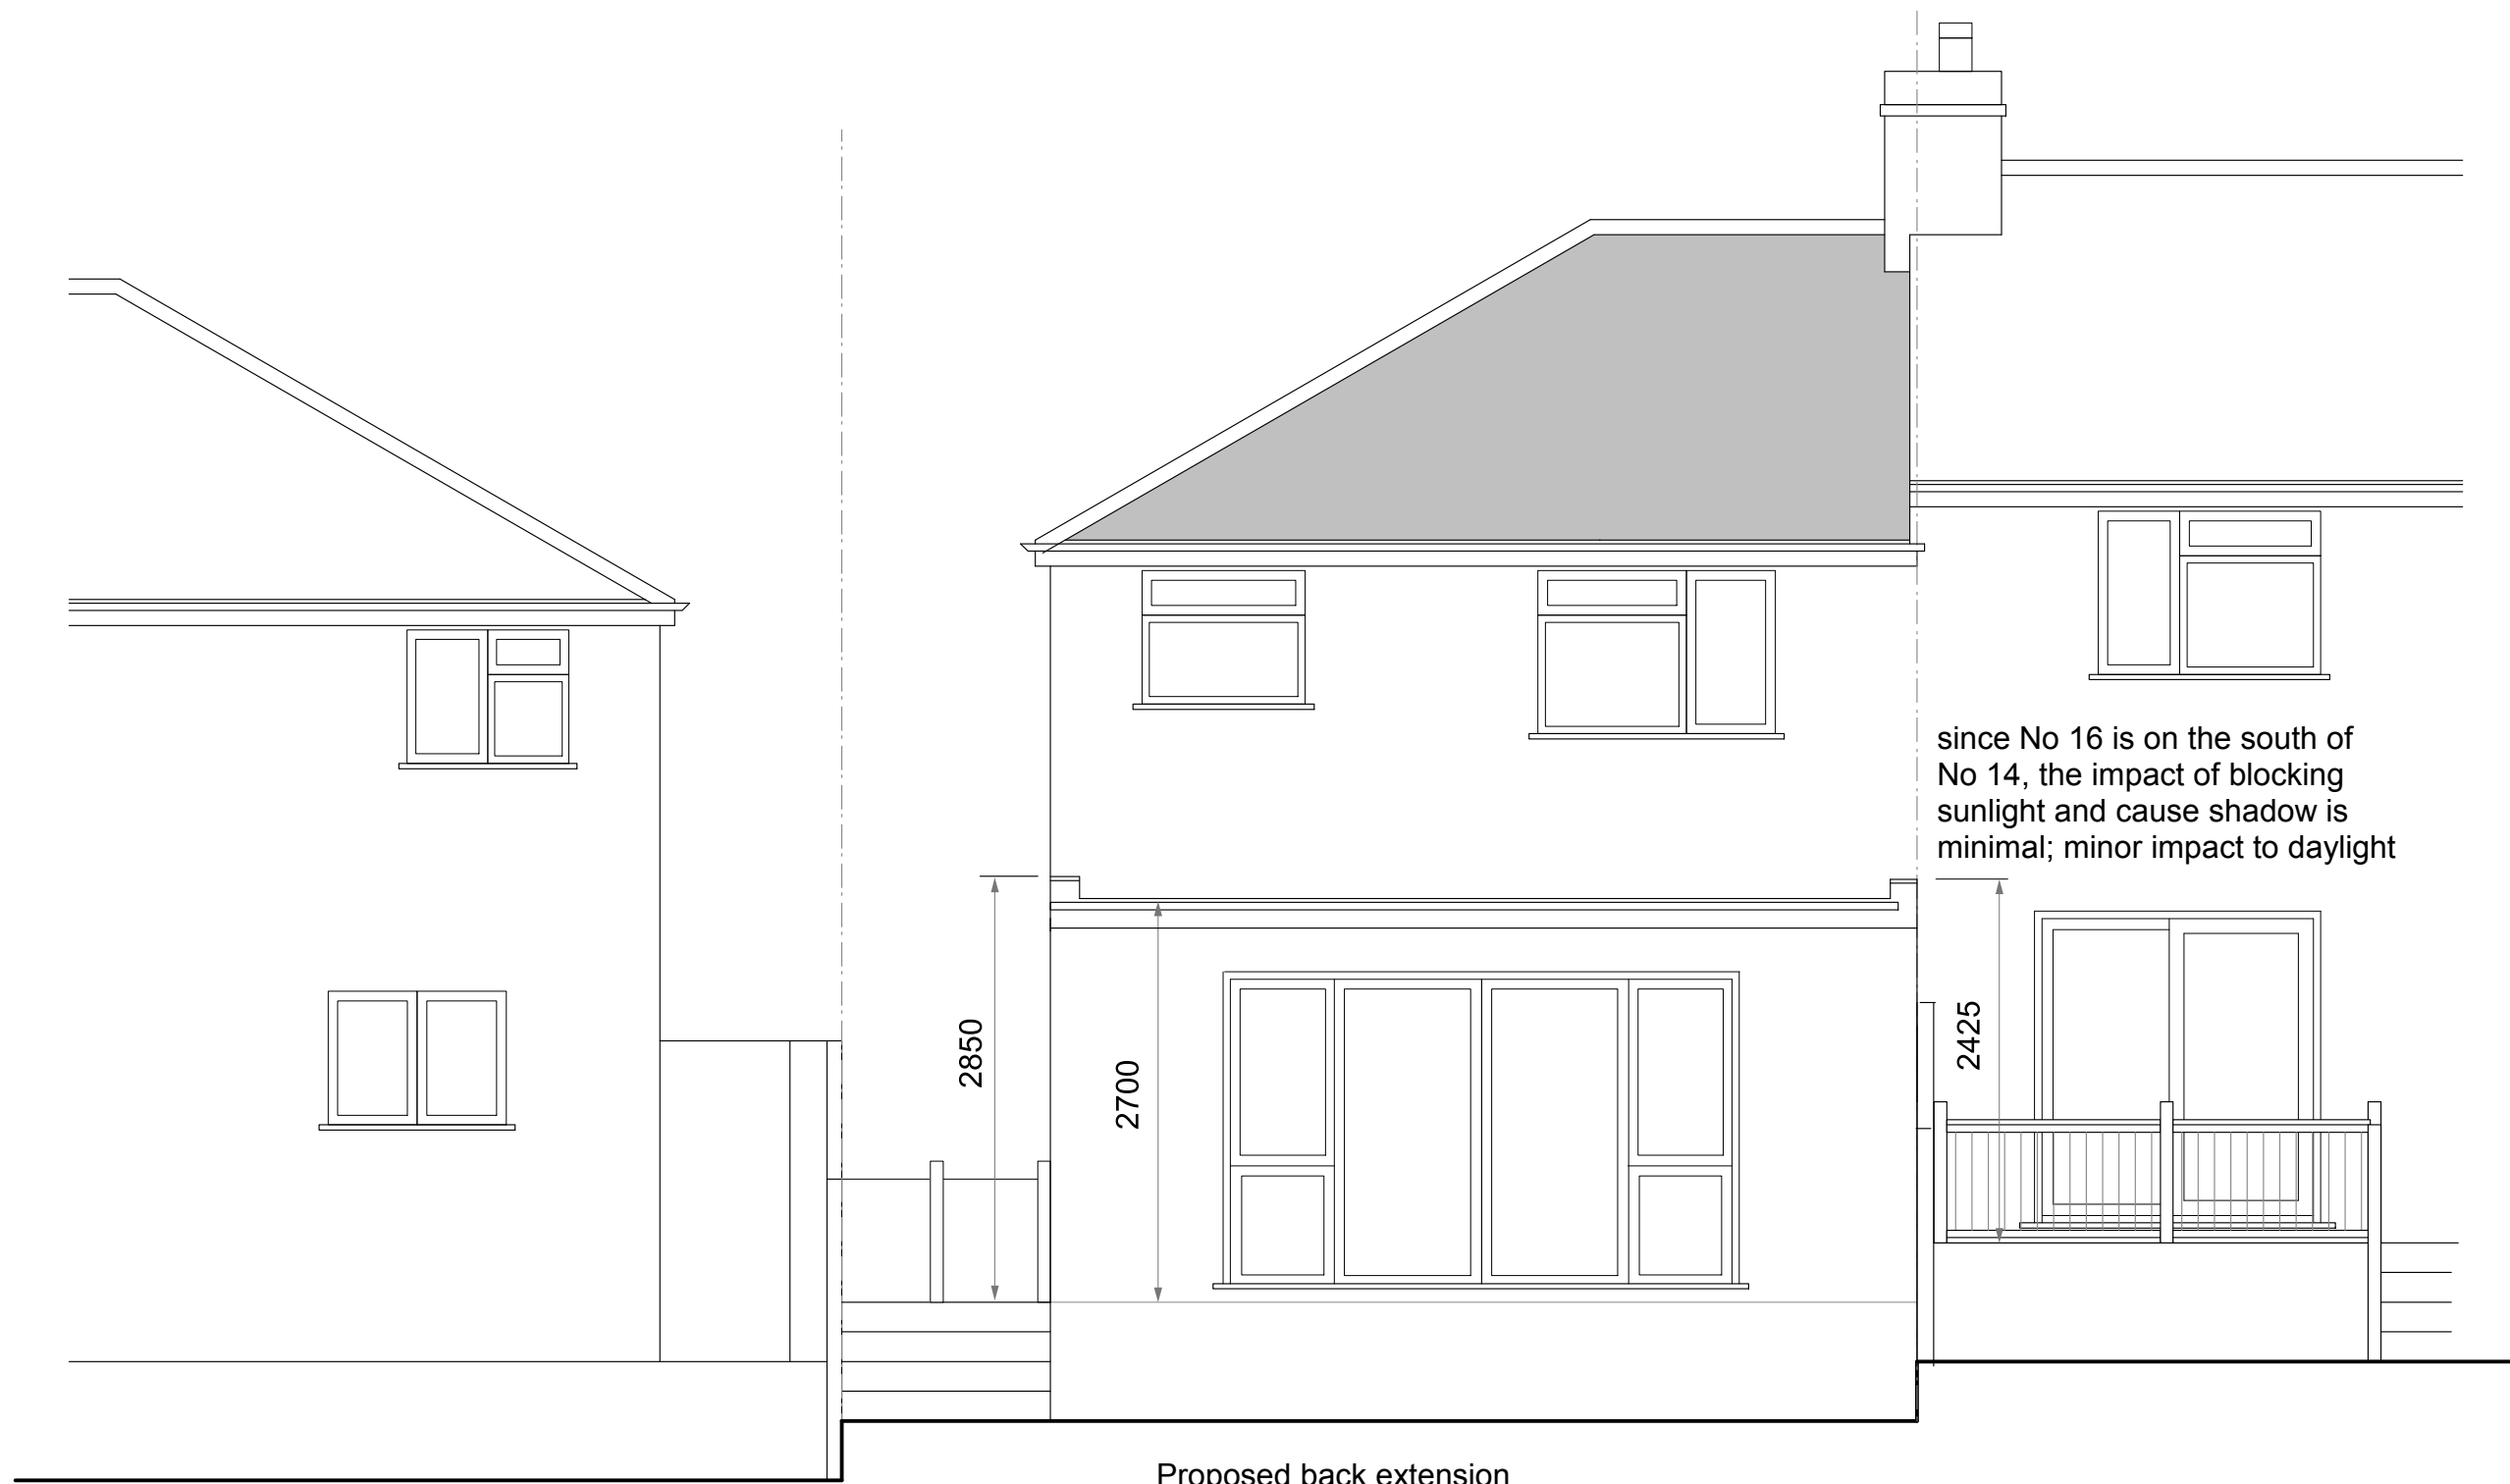 since No 16 is on the south of
No 14, the impact of blocking
sunlight and cause shadow is
minimal; minor impact to daylight
2850
2700
2425
Proposed back extension